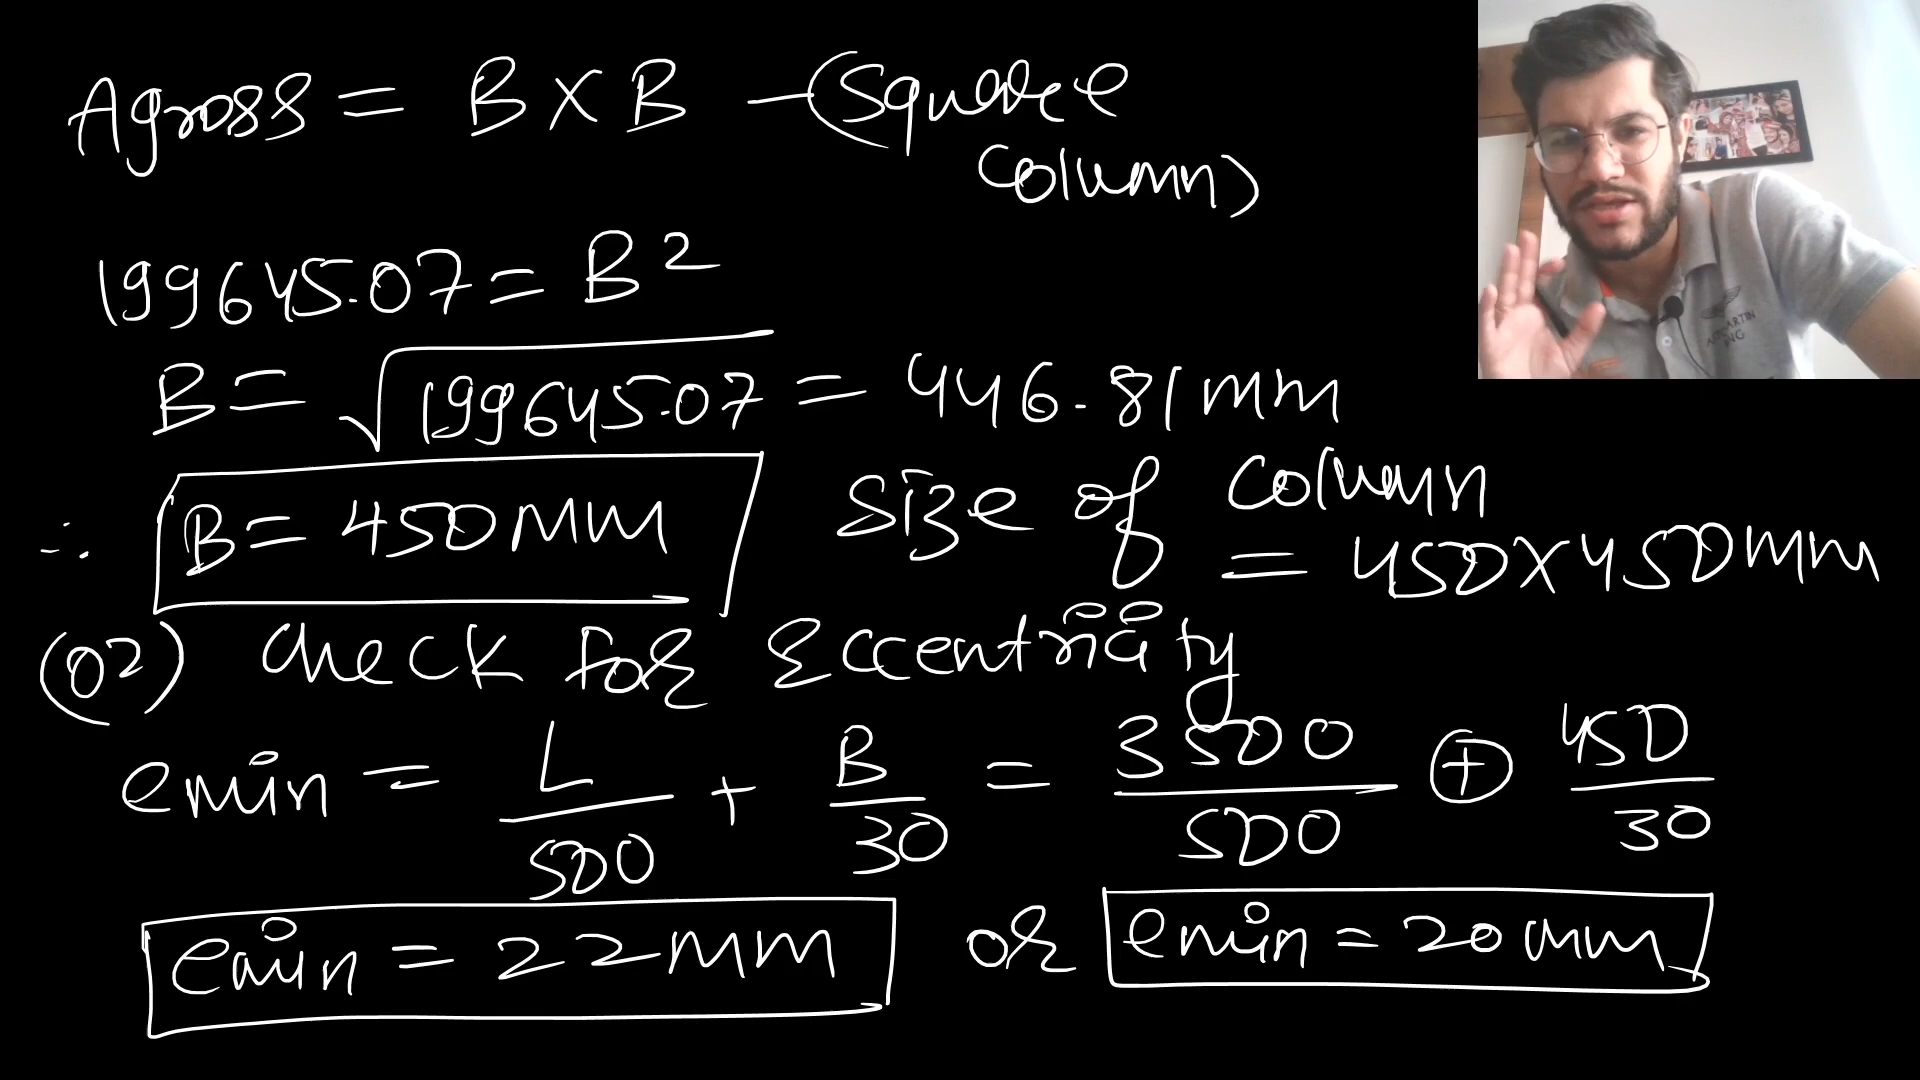 Agross = B X B - (square
column)
199645.07 = B²
B = √199645.07 = 446.81 mm
∴ B = 450 MM size of column
= 450 X 450 mm
(02) check for Eccentricity
emin = L/500 + B/30 = 3500/500 ⊕ 450/30
emin = 22 mm or emin = 20 mm